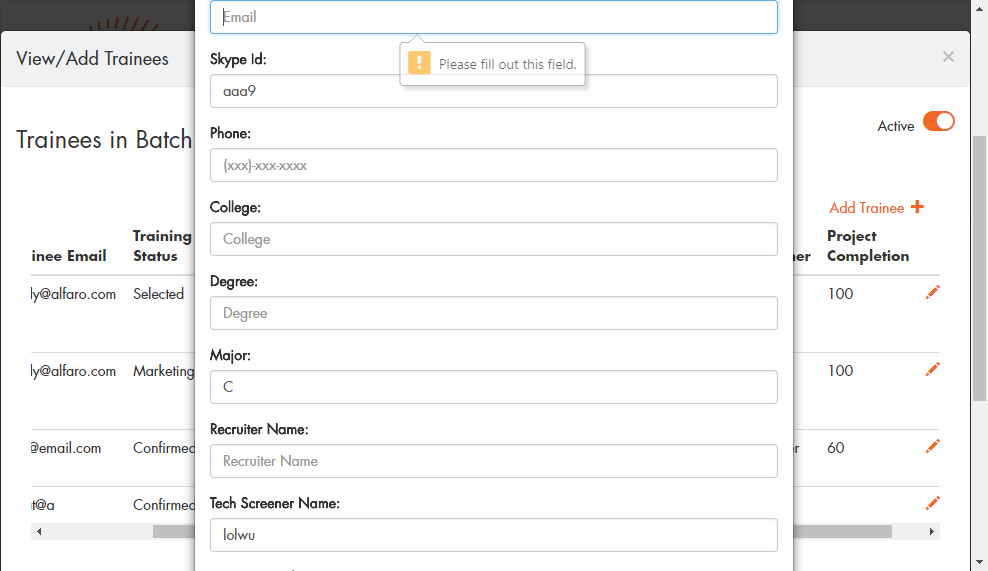 Email
Please fill out this field.
View/Add Trainees
×
Skype Id:
aaa9
Active
Trainees in Batch
Phone:
(xxx)-xxx-xxxx
College:
Add Trainee +
College
Training
Status
Project
Completion
inee Email
Degree:
ly@alfaro.com Selected
100
Degree
Major:
ly@alfaro.com Marketing
100
C
Recruiter Name:
@email.com Confirmed
60
Recruiter Name
Tech Screener Name:
t@a Confirmed
lolwu